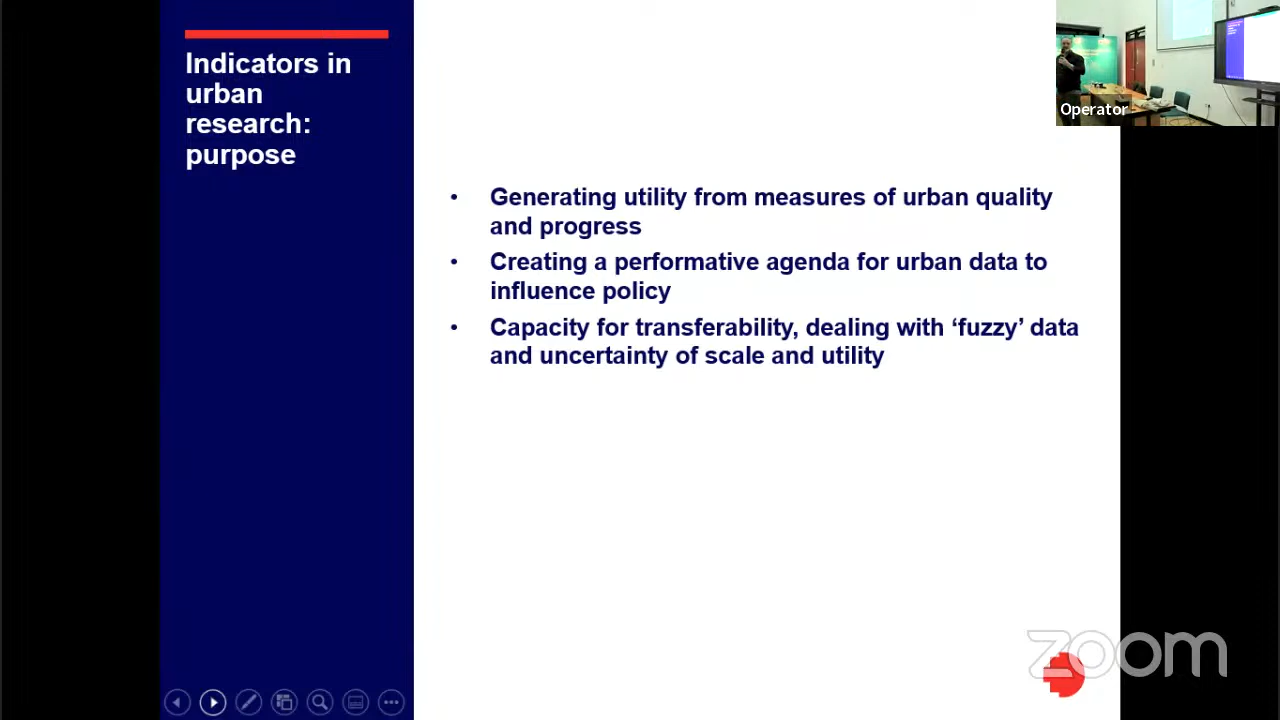 Indicators in
urban
research:
purpose
• Generating utility from measures of urban quality
and progress
• Creating a performative agenda for urban data to
influence policy
• Capacity for transferability, dealing with ‘fuzzy’ data
and uncertainty of scale and utility
Operator
zoom